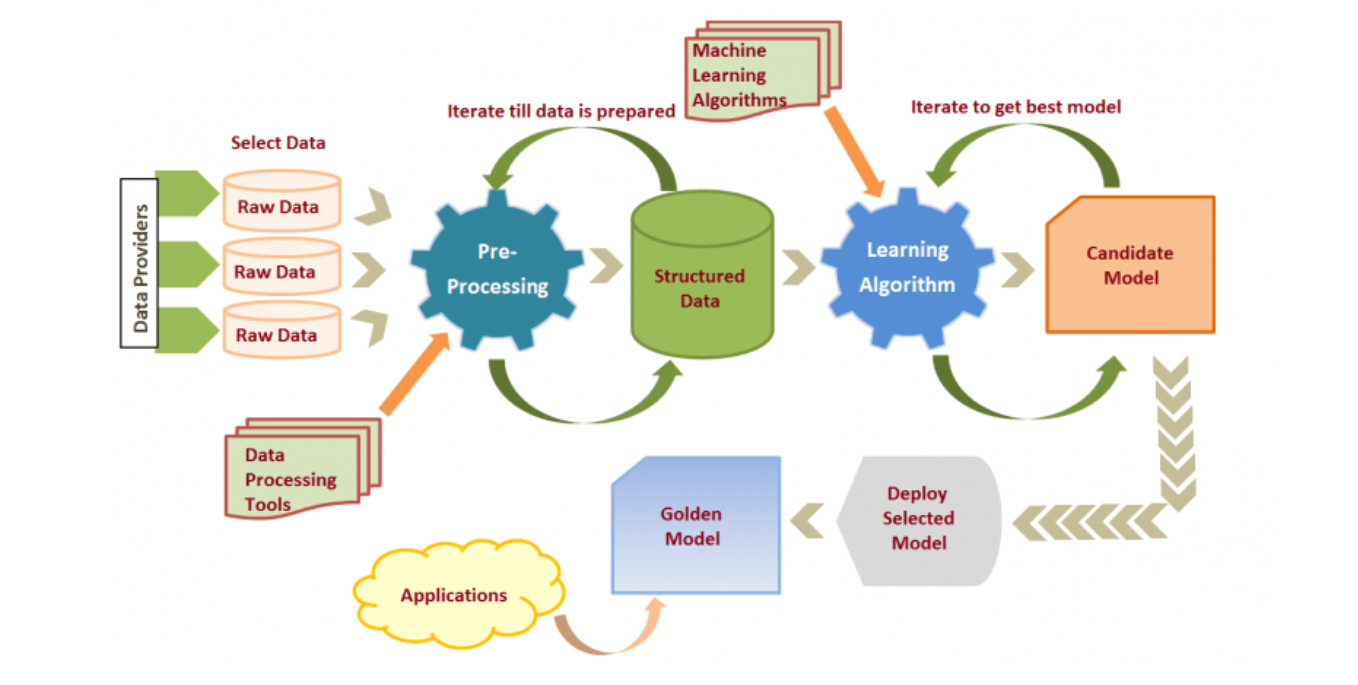 Machine
Learning
Algorithms
Iterate till data is prepared
Iterate to get best model
Select Data
Data Providers
Raw Data
Raw Data
Raw Data
Pre-
Processing
Structured
Data
Learning
Algorithm
Candidate
Model
Data
Processing
Tools
Golden
Model
Deploy
Selected
Model
Applications